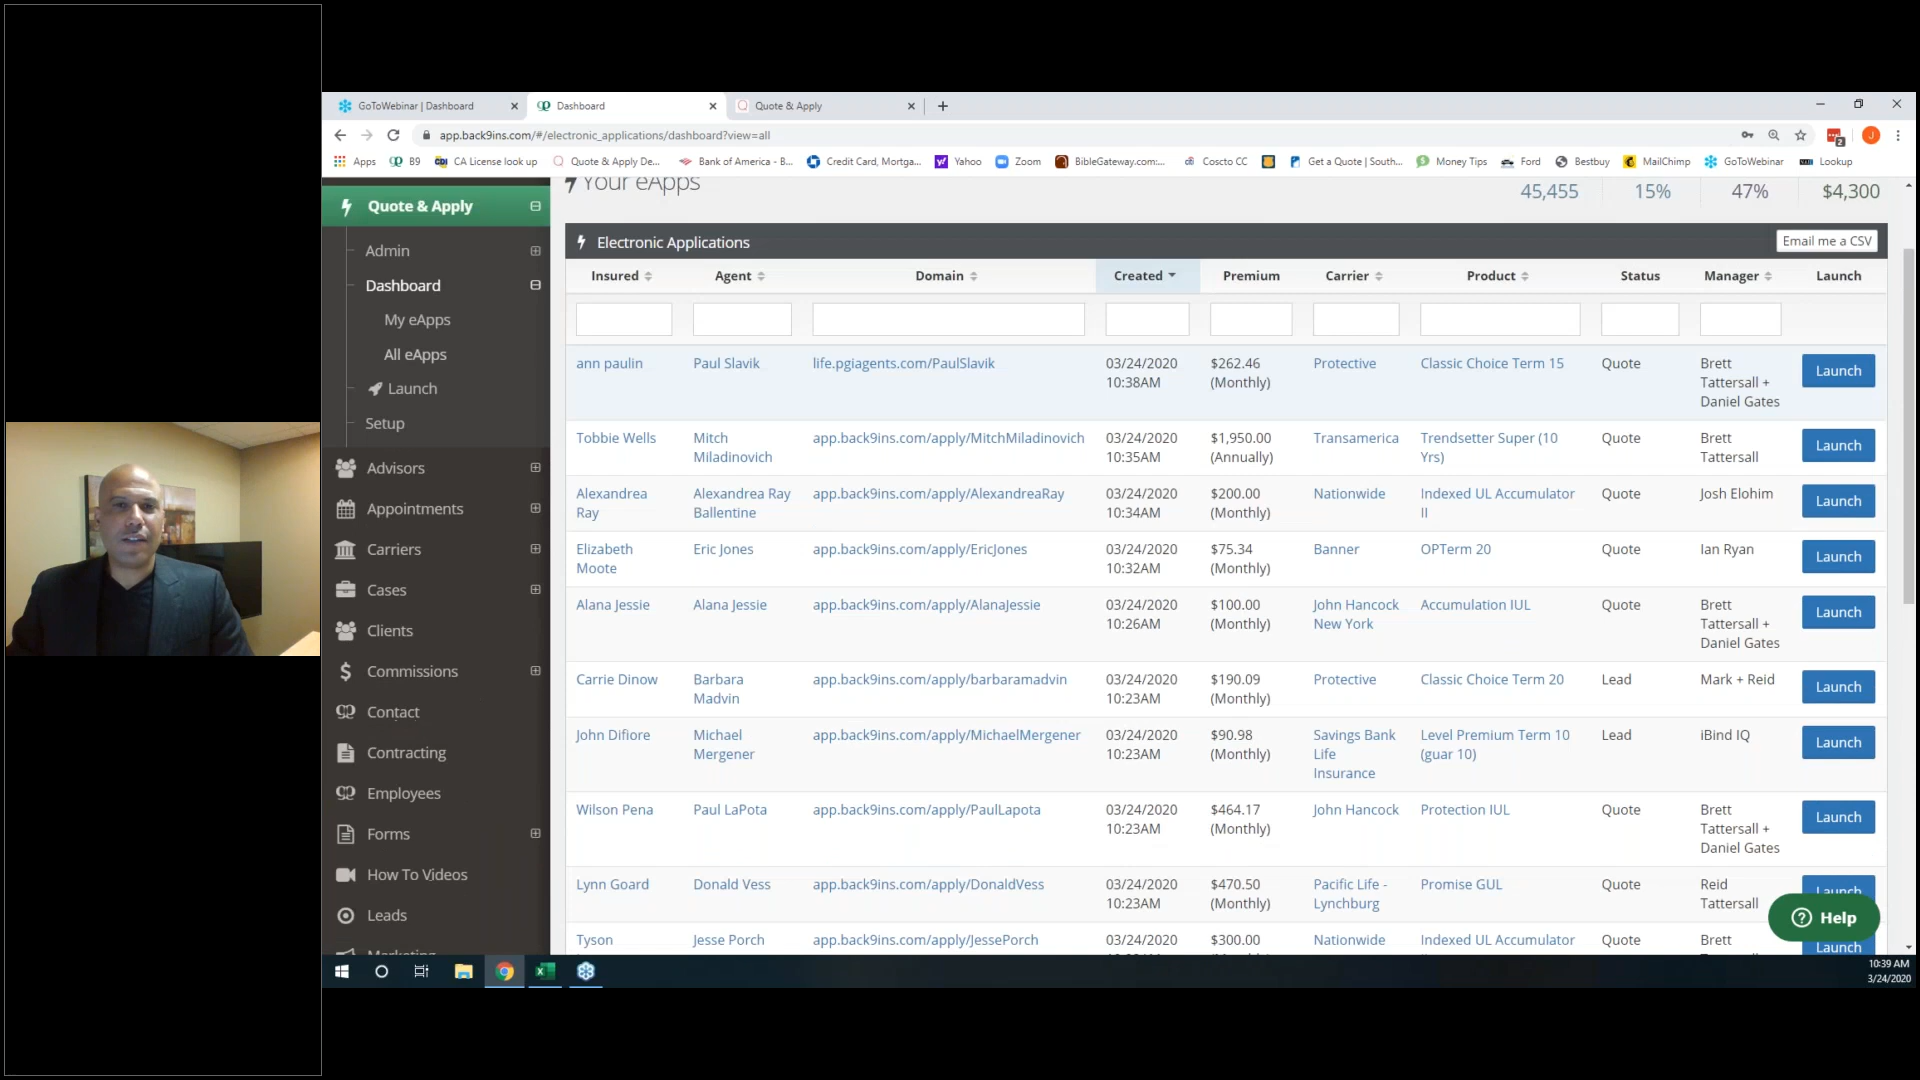 GoToWebinar | Dashboard
Dashboard
Quote & Apply
app.back9ins.com/#/electronic_applications/dashboard?view=all
Apps
B9
CA License look up
Quote & Apply De...
Bank of America - B...
Credit Card, Mortga...
Yahoo
Zoom
BibleGateway.com:...
Coscto CC
Get a Quote | South...
Money Tips
Ford
Bestbuy
MailChimp
GoToWebinar
Lookup
Quote & Apply
Admin
Dashboard
My eApps
All eApps
Launch
Setup
Advisors
Appointments
Carriers
Cases
Clients
Commissions
Contact
Contracting
Employees
Forms
How To Videos
Leads
Marketing
Your eApps
45,455 15% 47% $4,300
Electronic Applications
Email me a CSV
Insured Agent Domain Created Premium Carrier Product Status Manager Launch
ann paulin Paul Slavik life.pgiagents.com/PaulSlavik 03/24/2020 $262.46 Protective Classic Choice Term 15 Quote Brett Launch
10:38AM (Monthly) Tattersall +
Daniel Gates
Tobbie Wells Mitch app.back9ins.com/apply/MitchMiladinovich 03/24/2020 $1,950.00 Transamerica Trendsetter Super (10 Quote Brett Launch
Miladinovich 10:35AM (Annually) Yrs) Tattersall
Alexandrea Alexandrea Ray app.back9ins.com/apply/AlexandreaRay 03/24/2020 $200.00 Nationwide Indexed UL Accumulator Quote Josh Elohim Launch
Ray Ballentine 10:34AM (Monthly) II
Elizabeth Eric Jones app.back9ins.com/apply/EricJones 03/24/2020 $75.34 Banner OPTerm 20 Quote Ian Ryan Launch
Moote 10:32AM (Monthly)
Alana Jessie Alana Jessie app.back9ins.com/apply/AlanaJessie 03/24/2020 $100.00 John Hancock Accumulation IUL Quote Brett Launch
10:26AM (Monthly) New York Tattersall +
Daniel Gates
Carrie Dinow Barbara app.back9ins.com/apply/barbaramadvin 03/24/2020 $190.09 Protective Classic Choice Term 20 Lead Mark + Reid Launch
Madvin 10:23AM (Monthly)
John Difiore Michael app.back9ins.com/apply/MichaelMergener 03/24/2020 $90.98 Savings Bank Level Premium Term 10 Lead iBind IQ Launch
Mergener 10:23AM (Monthly) Life (guar 10)
Insurance
Wilson Pena Paul LaPota app.back9ins.com/apply/PaulLapota 03/24/2020 $464.17 John Hancock Protection IUL Quote Brett Launch
10:23AM (Monthly) Tattersall +
Daniel Gates
Lynn Goard Donald Vess app.back9ins.com/apply/DonaldVess 03/24/2020 $470.50 Pacific Life - Promise GUL Quote Reid Launch
10:23AM (Monthly) Lynchburg Tattersall
Tyson Jesse Porch app.back9ins.com/apply/JessePorch 03/24/2020 $300.00 Nationwide Indexed UL Accumulator Quote Brett Launch
Help
10:39 AM
3/24/2020